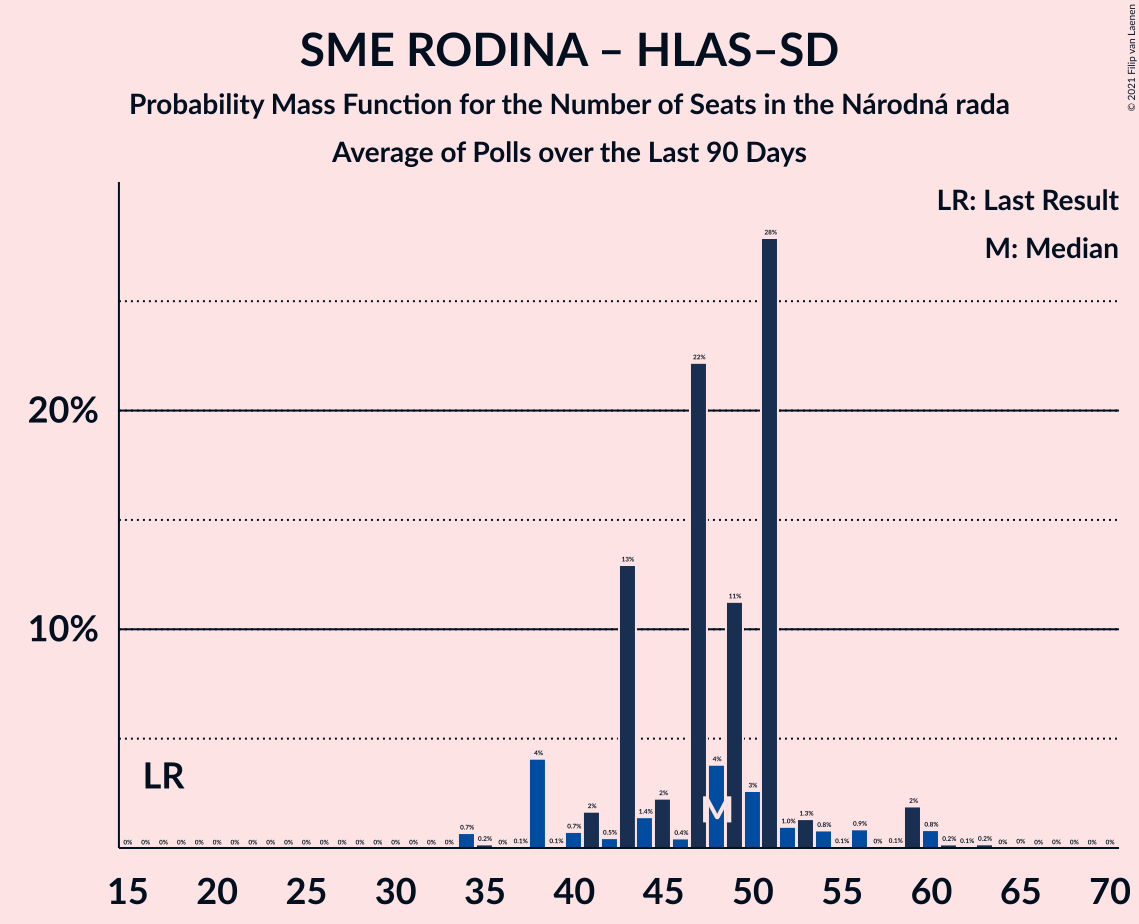 SME RODINA – HLAS–SD
Probability Mass Function for the Number of Seats in the Národná rada
Average of Polls over the Last 90 Days
© 2021 Filip van Laenen
LR: Last Result
M: Median
20%
10%
LR
M
0% 0% 0% 0% 0% 0% 0% 0% 0% 0% 0% 0% 0% 0% 0% 0% 0% 0% 0% 0.7% 0.2% 0% 0.1% 4% 0.1% 0.7% 2% 0.5% 13% 1.4% 2% 0.4% 22% 4% 11% 3% 28% 1.0% 1.3% 0.8% 0.1% 0.9% 0% 0.1% 2% 0.8% 0.2% 0.1% 0.2% 0% 0% 0% 0% 0% 0% 0%
15 20 25 30 35 40 45 50 55 60 65 70